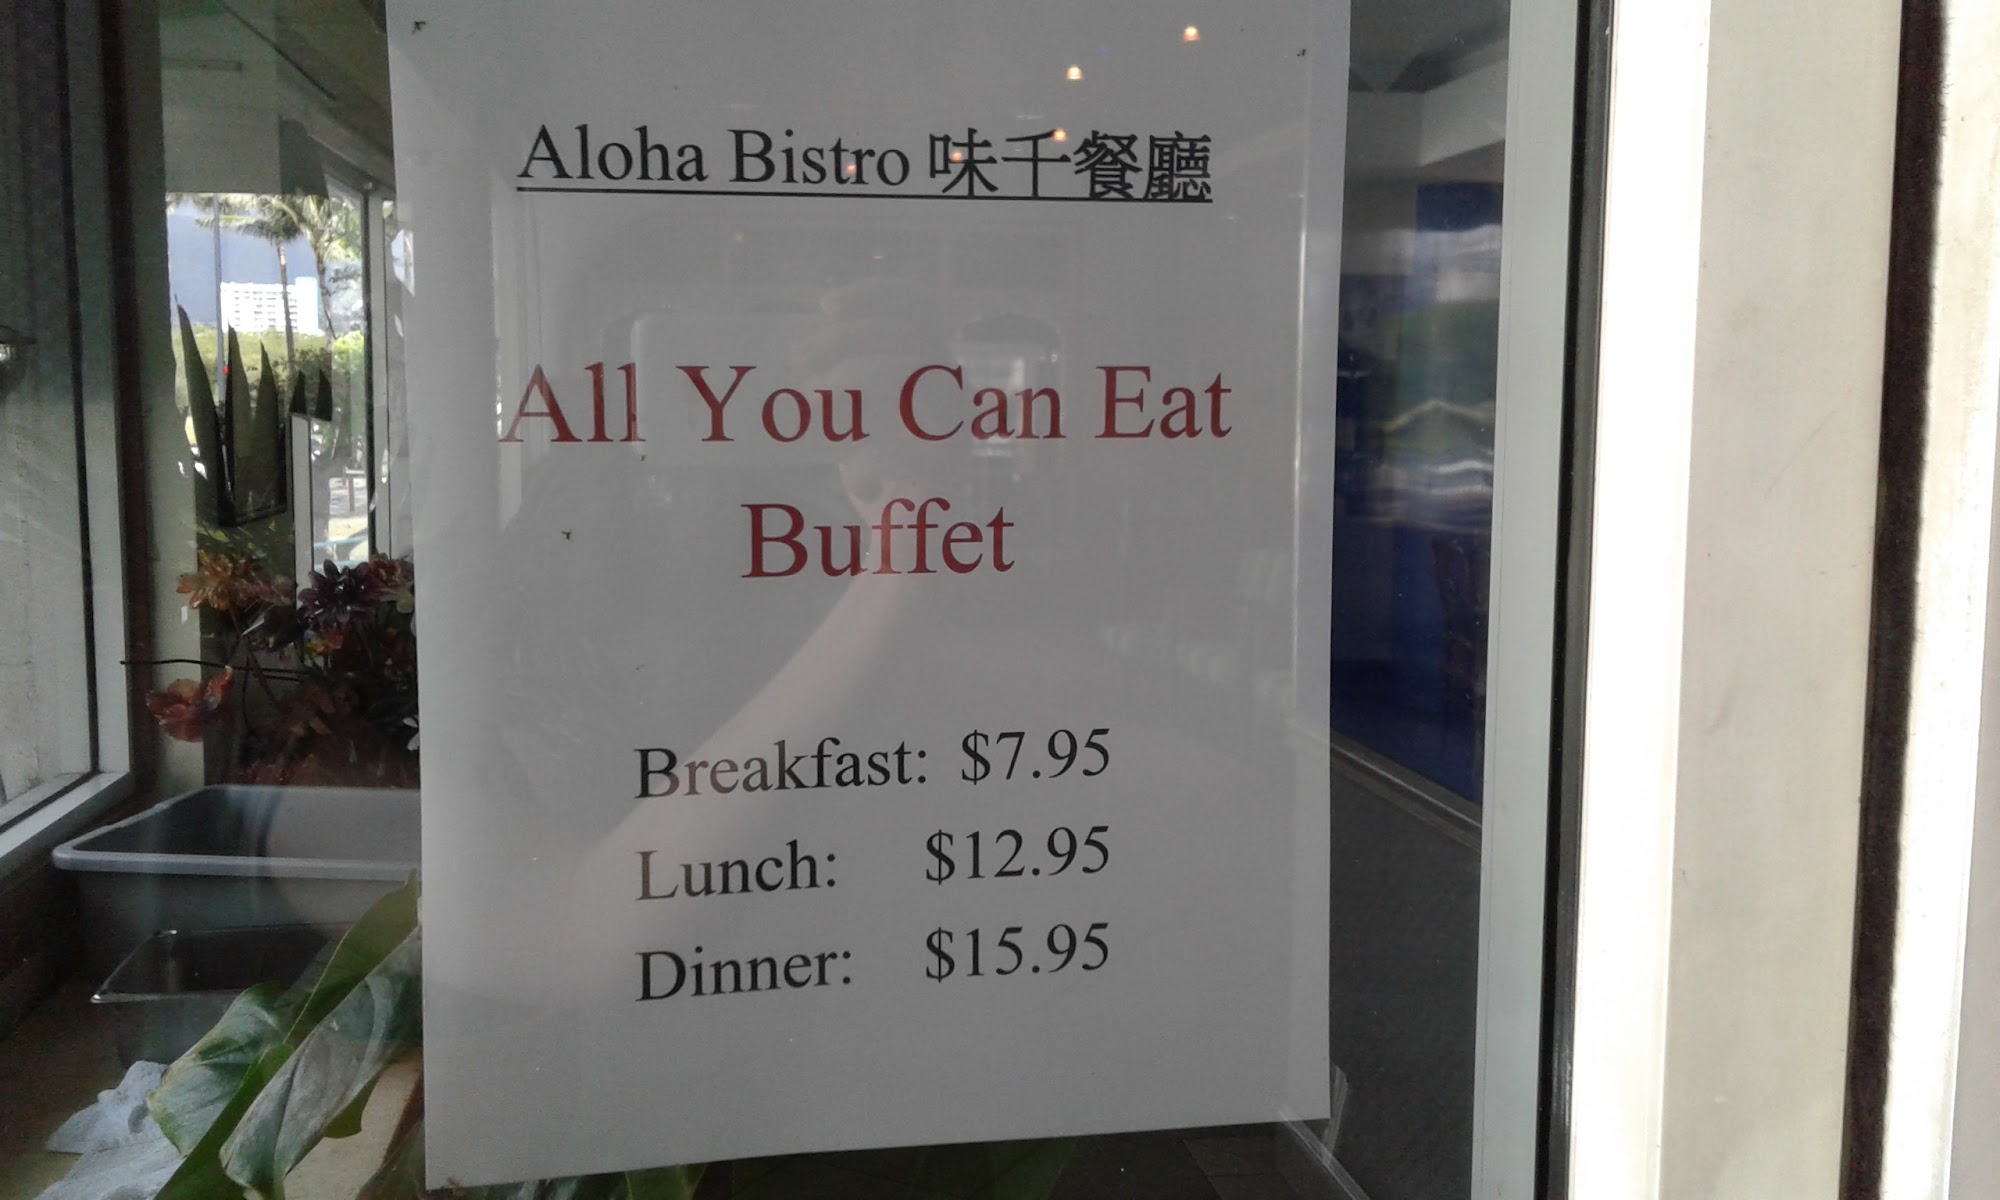 Aloha Bistro 味千餐廳
All You Can Eat
Buffet
Breakfast: $7.95
Lunch: $12.95
Dinner: $15.95